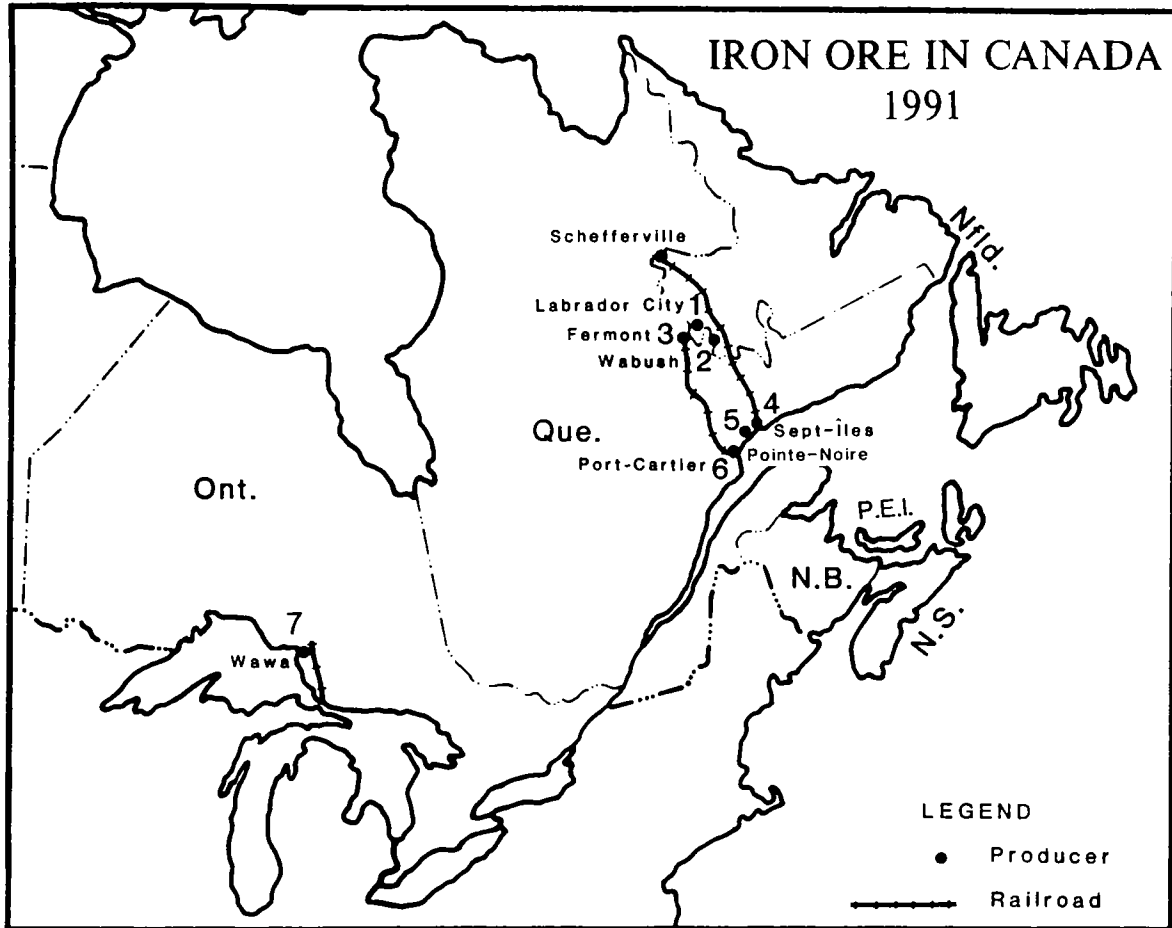 IRON ORE IN CANADA
1991
Nfld.
Schefferville
Labrador City 1
Fermont 3
Wabush 2
4
5 Sept-Îles
Que.
Pointe-Noire
Port-Cartier 6
Ont.
P.E.I.
N.B.
N.S.
7
Wawa
LEGEND
Producer
Railroad